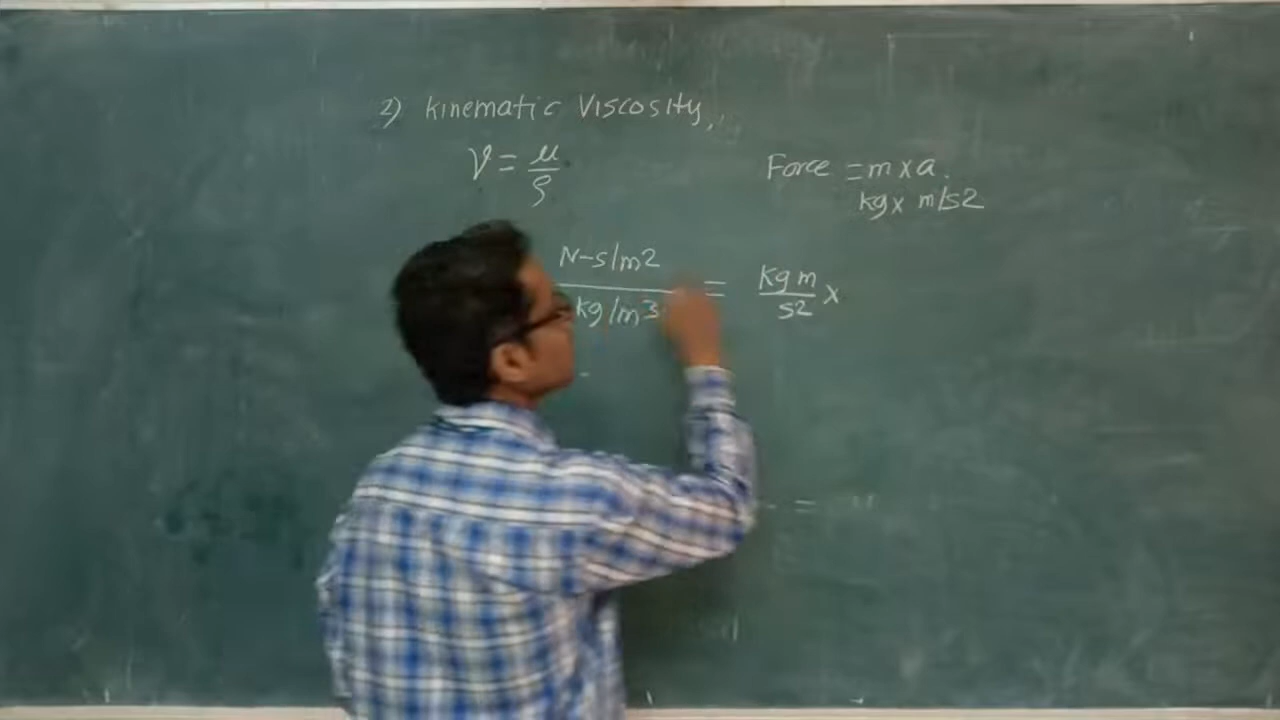 2) Kinematic Viscosity,
ν = μ/ρ
Force = m x a.
kg x m/s2
N-s/m2 / kg/m3 = kg m / s2 x